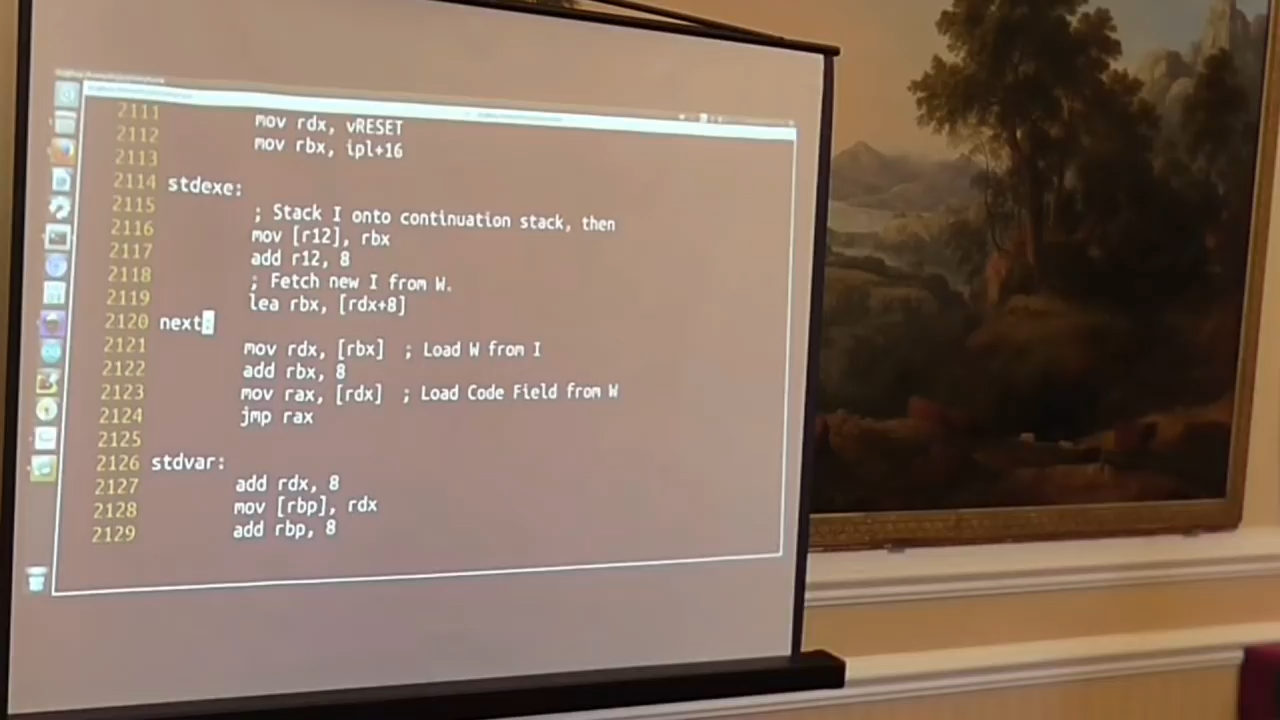 2111 mov rdx, vRESET
2112 mov rbx, ipl+16
2113
2114 stdexe:
2115 ; Stack I onto continuation stack, then
2116 mov [r12], rbx
2117 add r12, 8
2118 ; Fetch new I from W.
2119 lea rbx, [rdx+8]
2120 next:
2121 mov rdx, [rbx] ; Load W from I
2122 add rbx, 8
2123 mov rax, [rdx] ; Load Code Field from W
2124 jmp rax
2125
2126 stdvar:
2127 add rdx, 8
2128 mov [rbp], rdx
2129 add rbp, 8